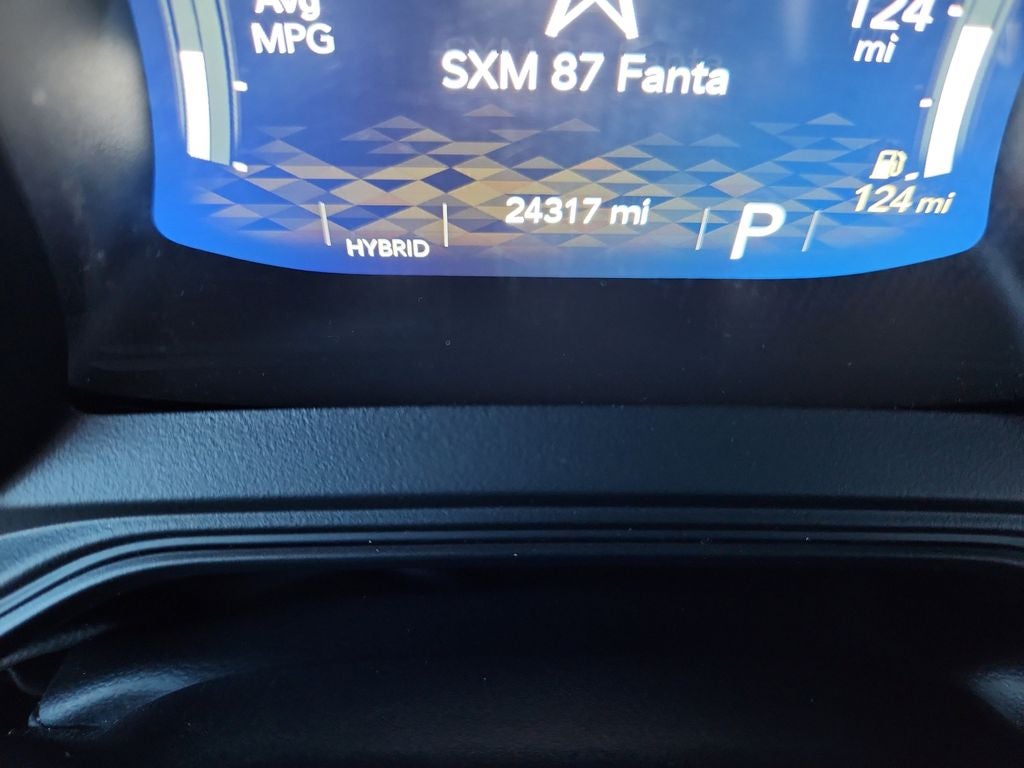 Avg
MPG
124
mi
SXM 87 Fanta
24317 mi
P
124 mi
HYBRID